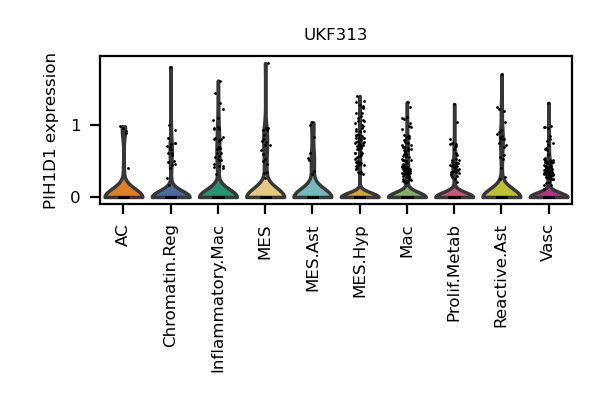 UKF313
PIH1D1 expression
1
0
AC
Chromatin.Reg
Inflammatory.Mac
MES
MES.Ast
MES.Hyp
Mac
Prolif.Metab
Reactive.Ast
Vasc